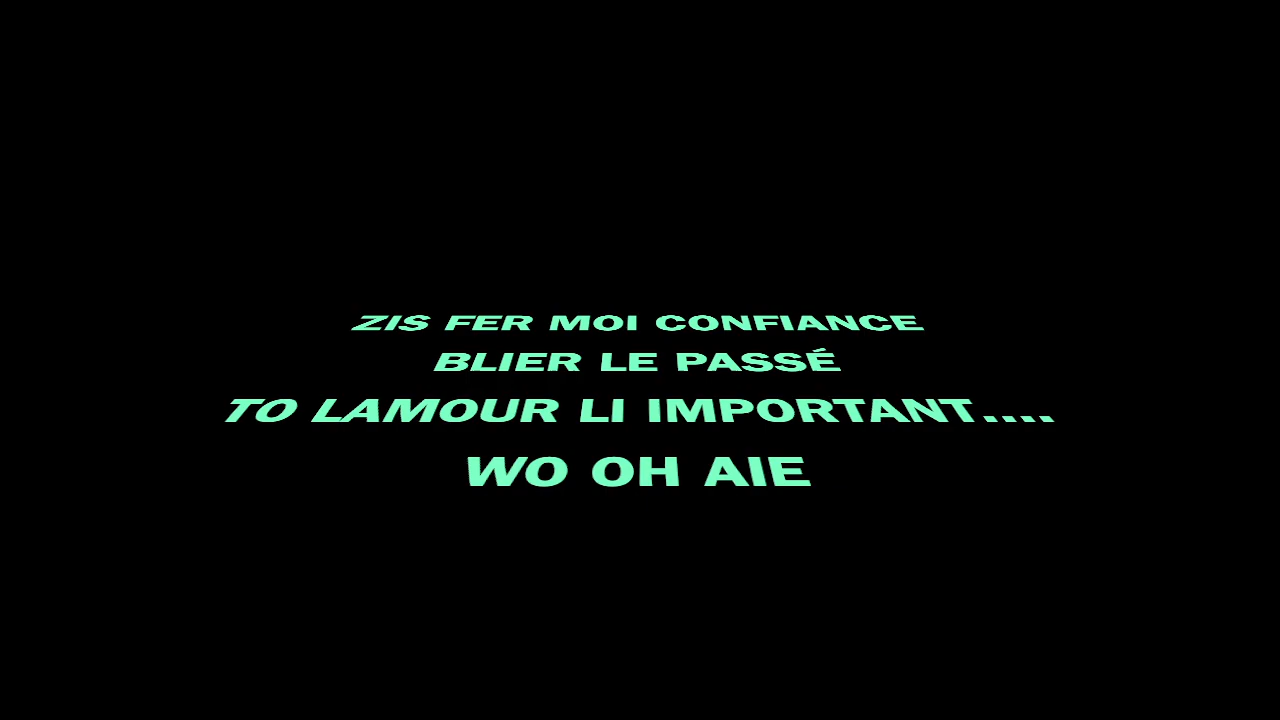 ZIS FER MOI CONFIANCE
BLIER LE PASSÉ
TO LAMOUR LI IMPORTANT....
WO OH AIE